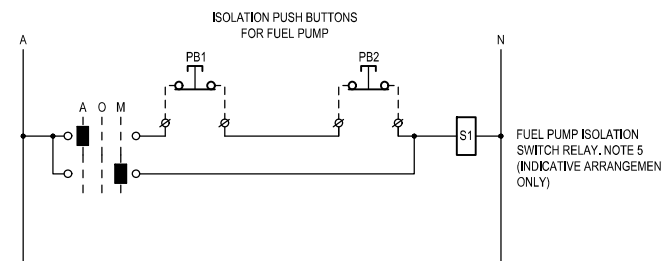 ISOLATION PUSH BUTTONS
FOR FUEL PUMP
A
N
PB1
PB2
A O M
S1
FUEL PUMP ISOLATION
SWITCH RELAY. NOTE 5
(INDICATIVE ARRANGEMEN
ONLY)